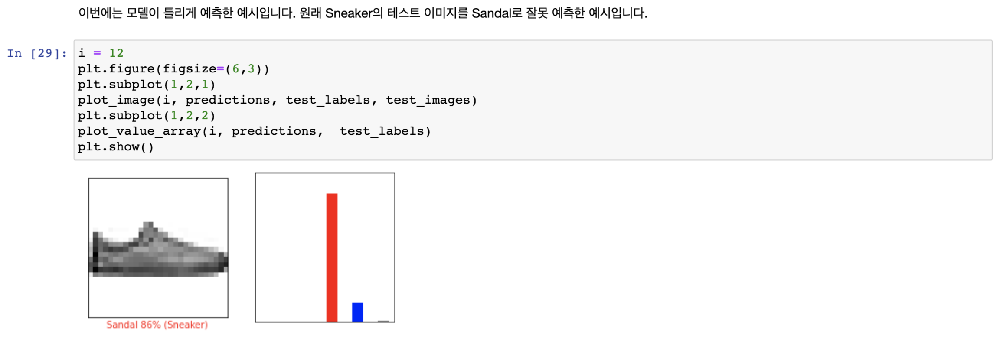 이번에는 모델이 틀리게 예측한 예시입니다. 원래 Sneaker의 테스트 이미지를 Sandal로 잘못 예측한 예시입니다.
In [29]:
i = 12
plt.figure(figsize=(6,3))
plt.subplot(1,2,1)
plot_image(i, predictions, test_labels, test_images)
plt.subplot(1,2,2)
plot_value_array(i, predictions,  test_labels)
plt.show()
Sandal 86% (Sneaker)